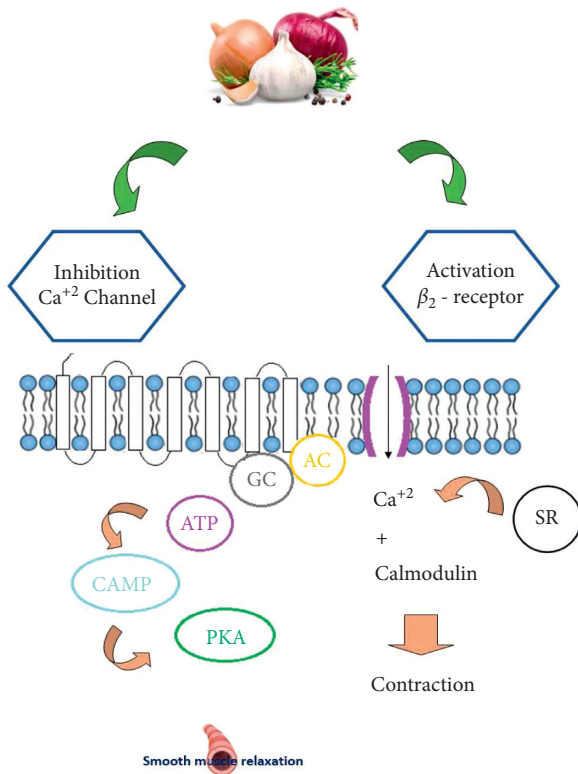 Inhibition
Ca+2 Channel
Activation
β2 - receptor
AC
GC
ATP
CAMP
PKA
Ca+2
+
Calmodulin
SR
Contraction
Smooth muscle relaxation